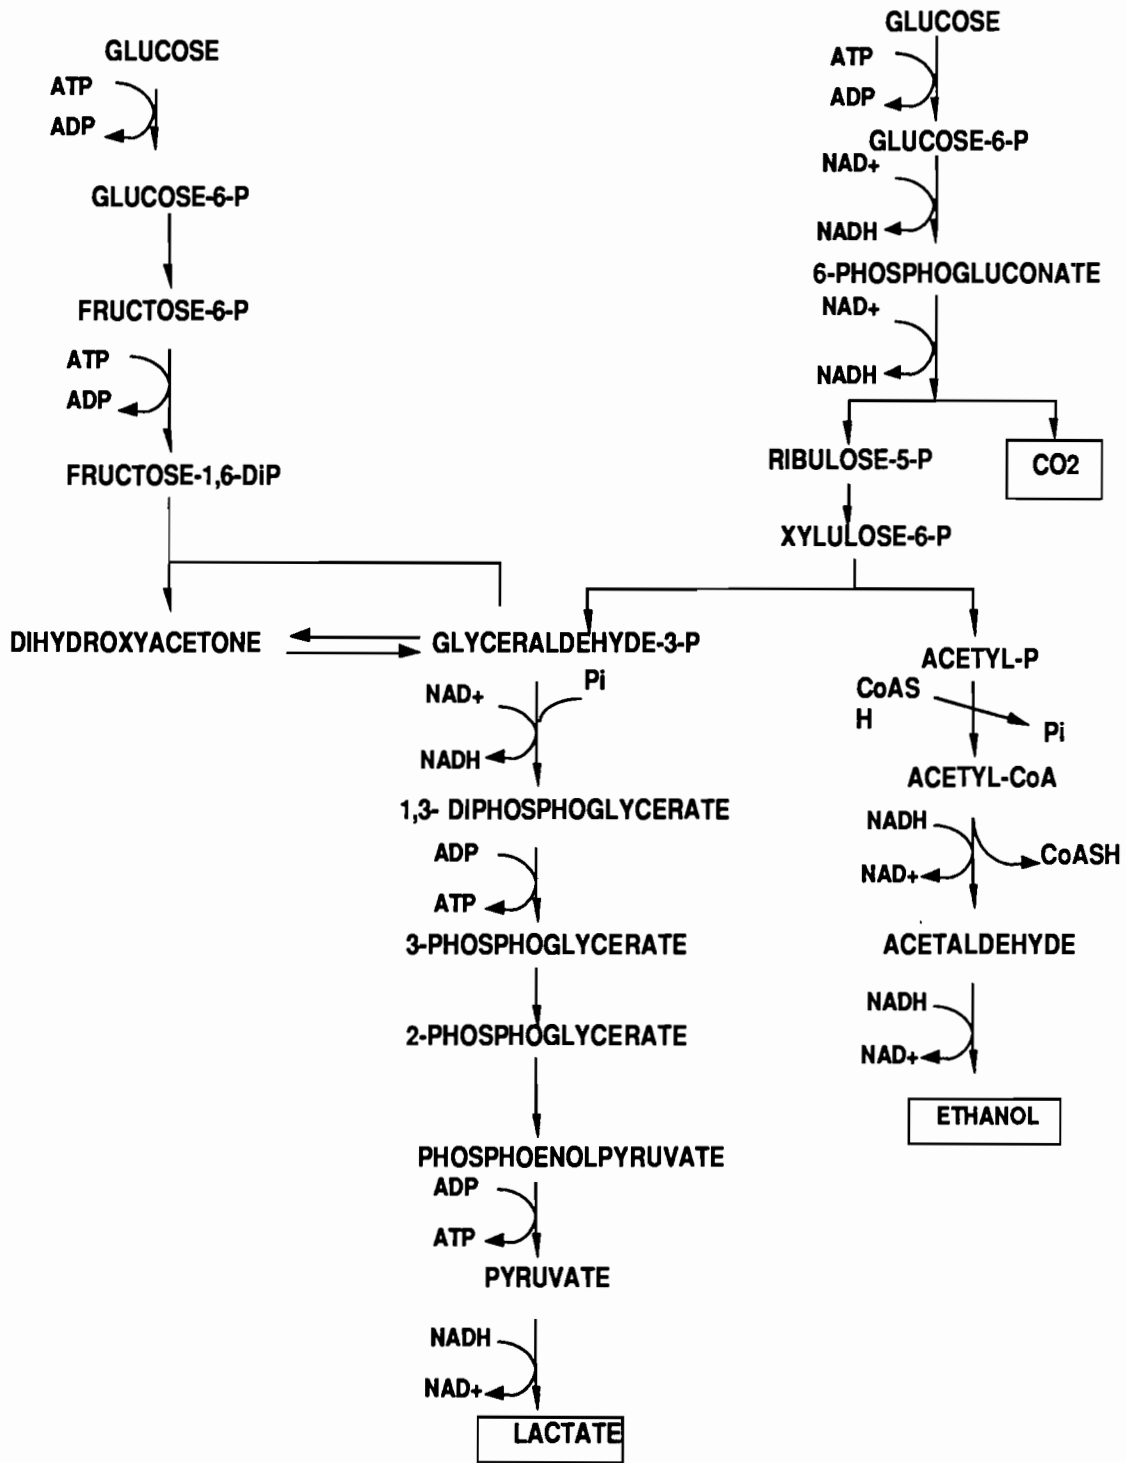 GLUCOSE
ATP
ADP
GLUCOSE-6-P
FRUCTOSE-6-P
ATP
ADP
FRUCTOSE-1,6-DiP
DIHYDROXYACETONE
GLUCOSE
ATP
ADP
GLUCOSE-6-P
NAD+
NADH
6-PHOSPHOGLUCONATE
NAD+
NADH
RIBULOSE-5-P
CO2
XYLULOSE-6-P
GLYCERALDEHYDE-3-P
Pi
NAD+
NADH
1,3- DIPHOSPHOGLYCERATE
ADP
ATP
3-PHOSPHOGLYCERATE
2-PHOSPHOGLYCERATE
PHOSPHOENOLPYRUVATE
ADP
ATP
PYRUVATE
NADH
NAD+
LACTATE
ACETYL-P
CoAS
H
Pi
ACETYL-CoA
NADH
CoASH
NAD+
ACETALDEHYDE
NADH
NAD+
ETHANOL